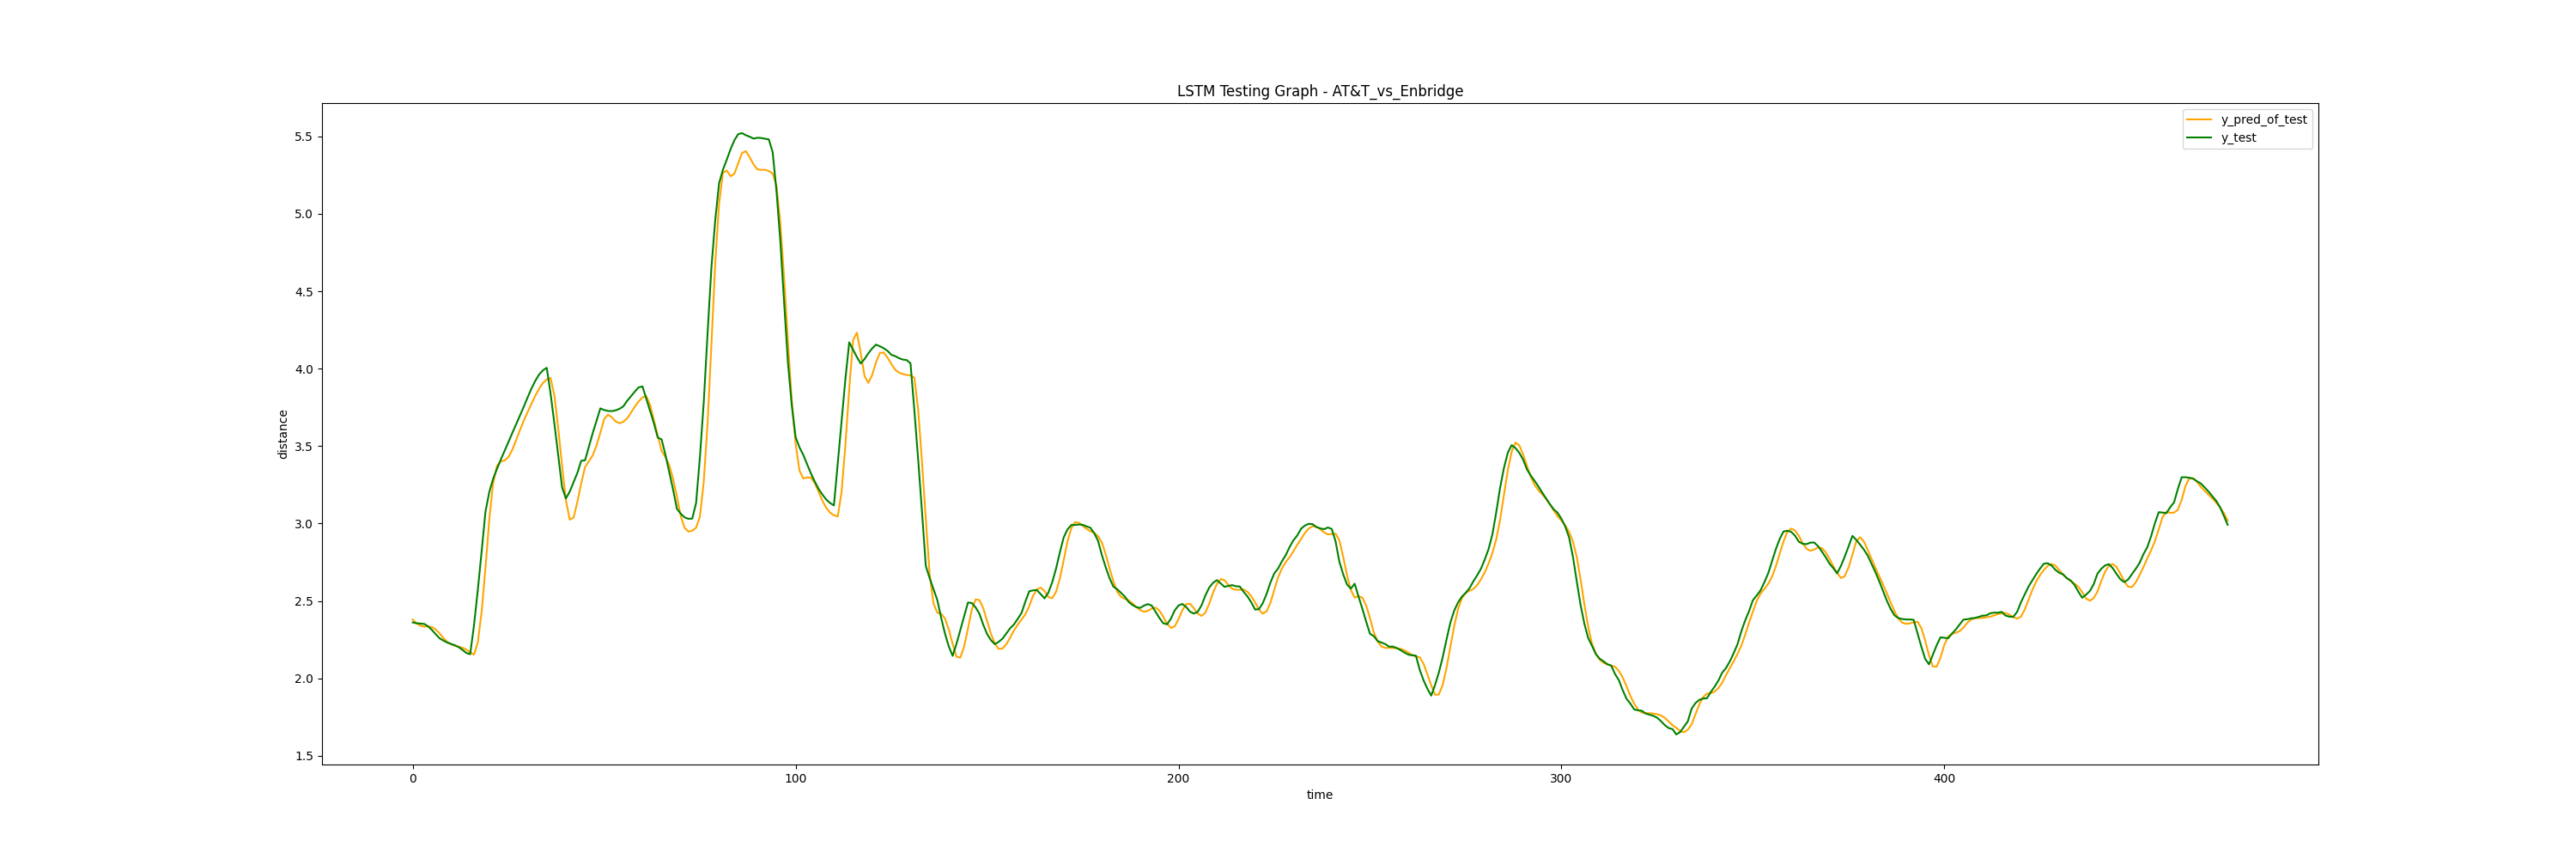 LSTM Testing Graph - AT&T_vs_Enbridge
y_pred_of_test
y_test
5.5
5.0
4.5
4.0
3.5
3.0
2.5
2.0
1.5
distance
0 100 200 300 400
time